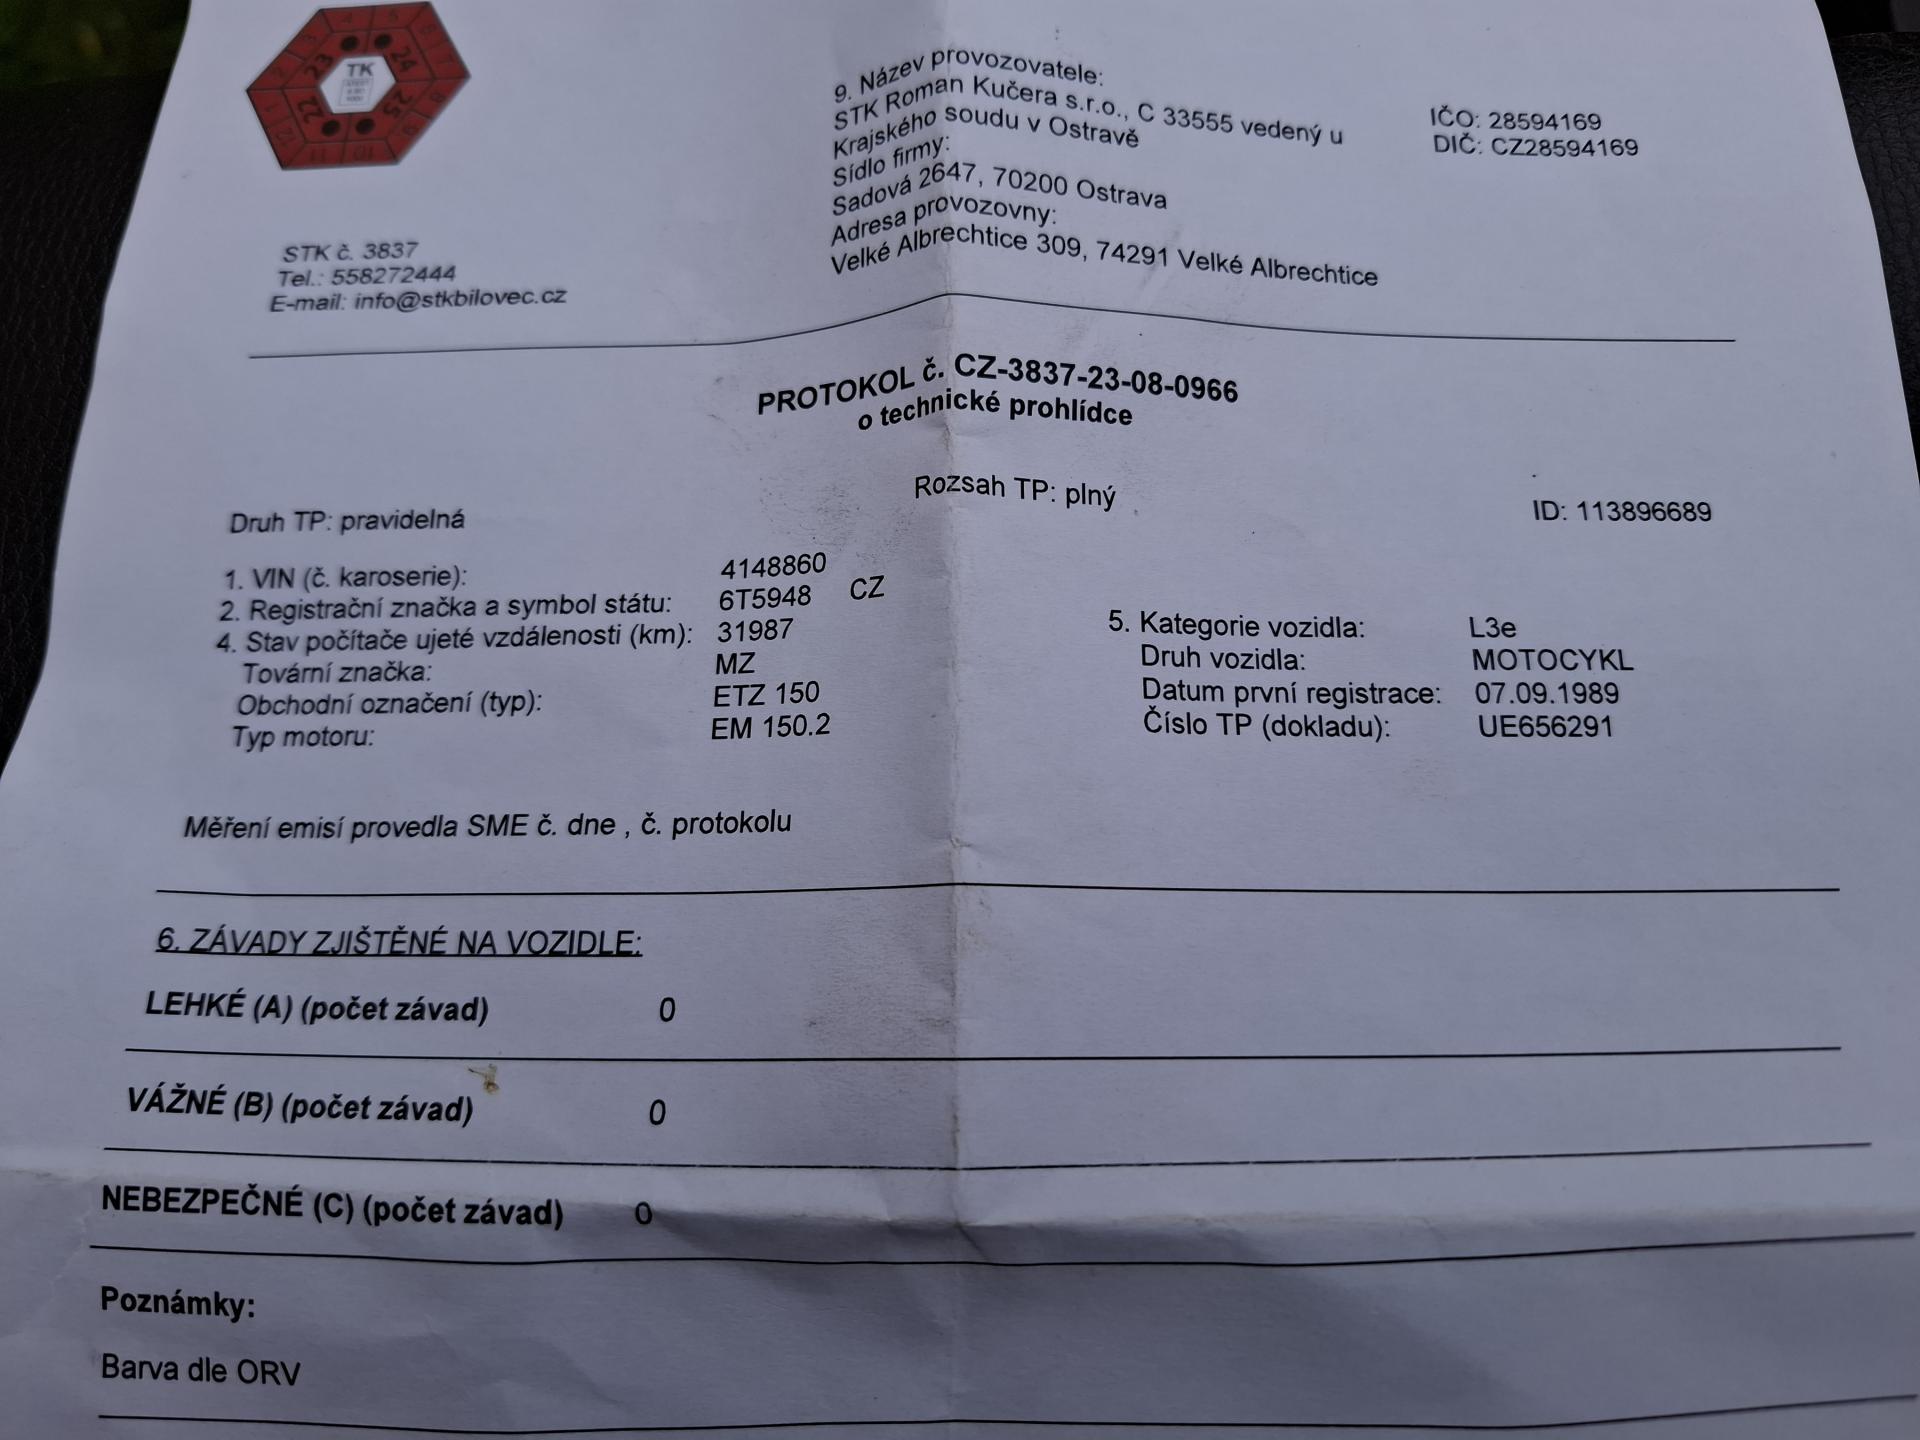 TK
22 23 24 25
STK č. 3837
Tel.: 558272444
E-mail: info@stkbilovec.cz
9. Název provozovatele:
STK Roman Kučera s.r.o., C 33555 vedený u
Krajského soudu v Ostravě
Sídlo firmy:
Sadová 2647, 70200 Ostrava
Adresa provozovny:
Velké Albrechtice 309, 74291 Velké Albrechtice
IČO: 28594169
DIČ: CZ28594169
PROTOKOL č. CZ-3837-23-08-0966
o technické prohlídce
Druh TP: pravidelná
Rozsah TP: plný
ID: 113896689
1. VIN (č. karoserie): 4148860
2. Registrační značka a symbol státu: 6T5948 CZ
4. Stav počítače ujeté vzdálenosti (km): 31987
Tovární značka: MZ
Obchodní označení (typ): ETZ 150
Typ motoru: EM 150.2
5. Kategorie vozidla: L3e
Druh vozidla: MOTOCYKL
Datum první registrace: 07.09.1989
Číslo TP (dokladu): UE656291
Měření emisí provedla SME č. dne , č. protokolu
6. ZÁVADY ZJIŠTĚNÉ NA VOZIDLE:
LEHKÉ (A) (počet závad) 0
VÁŽNÉ (B) (počet závad) 0
NEBEZPEČNÉ (C) (počet závad) 0
Poznámky:
Barva dle ORV